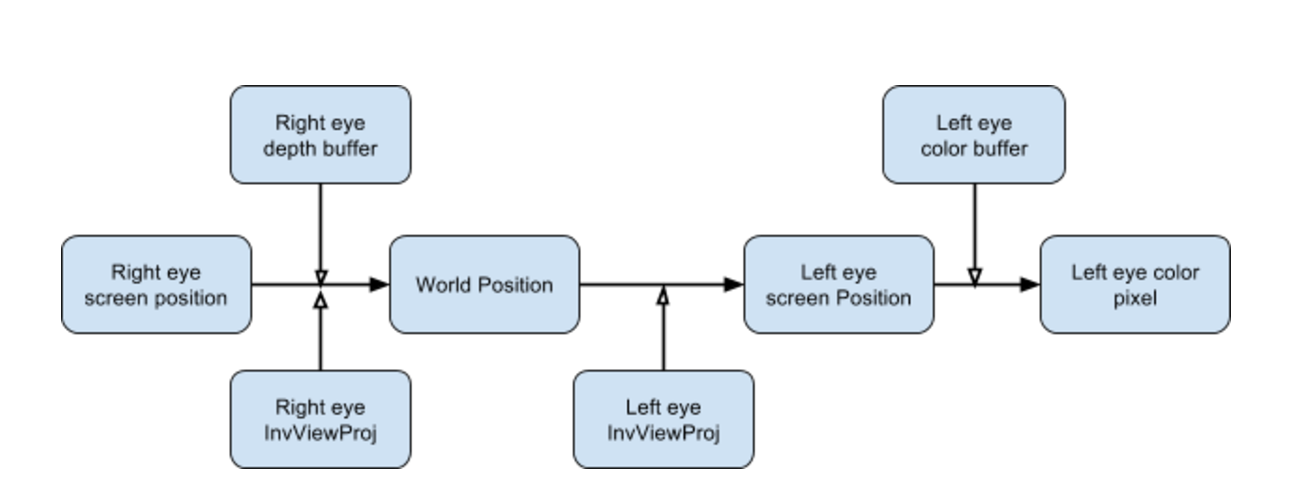 Right eye
depth buffer
Left eye
color buffer
Right eye
screen position
World Position
Left eye
screen Position
Left eye color
pixel
Right eye
InvViewProj
Left eye
InvViewProj